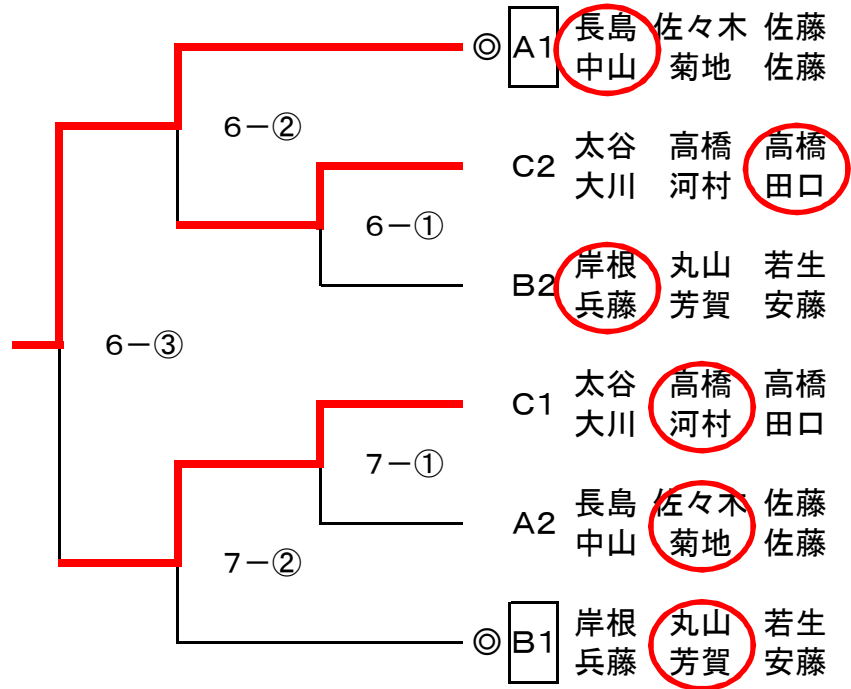 ◎ A1 長島 佐々木 佐藤
中山 菊地 佐藤
6－②
C2 太谷 高橋 高橋
大川 河村 田口
6－①
B2 岸根 丸山 若生
兵藤 芳賀 安藤
6－③
C1 太谷 高橋 高橋
大川 河村 田口
7－①
A2 長島 佐々木 佐藤
中山 菊地 佐藤
7－②
◎ B1 岸根 丸山 若生
兵藤 芳賀 安藤